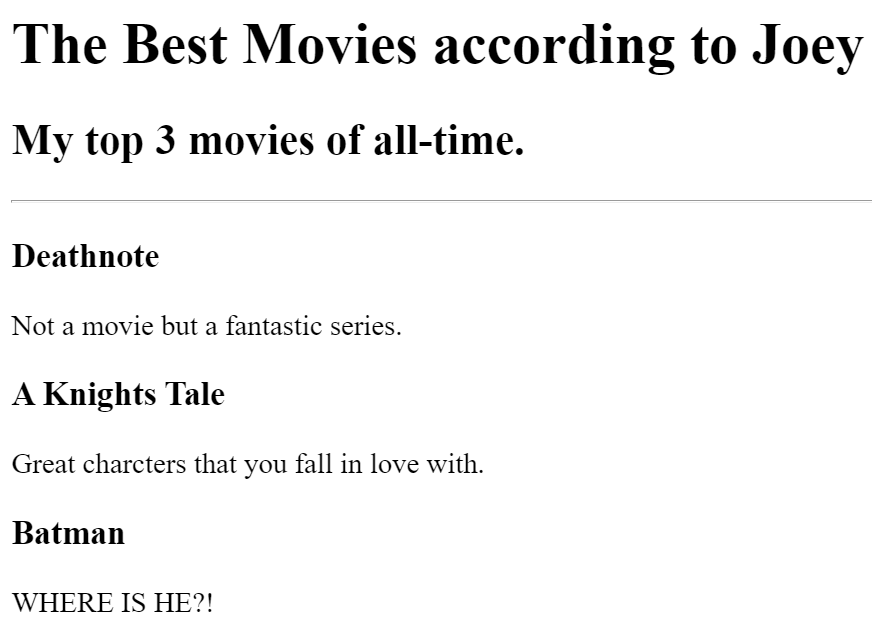 The Best Movies according to Joey
My top 3 movies of all-time.
Deathnote
Not a movie but a fantastic series.
A Knights Tale
Great charcters that you fall in love with.
Batman
WHERE IS HE?!